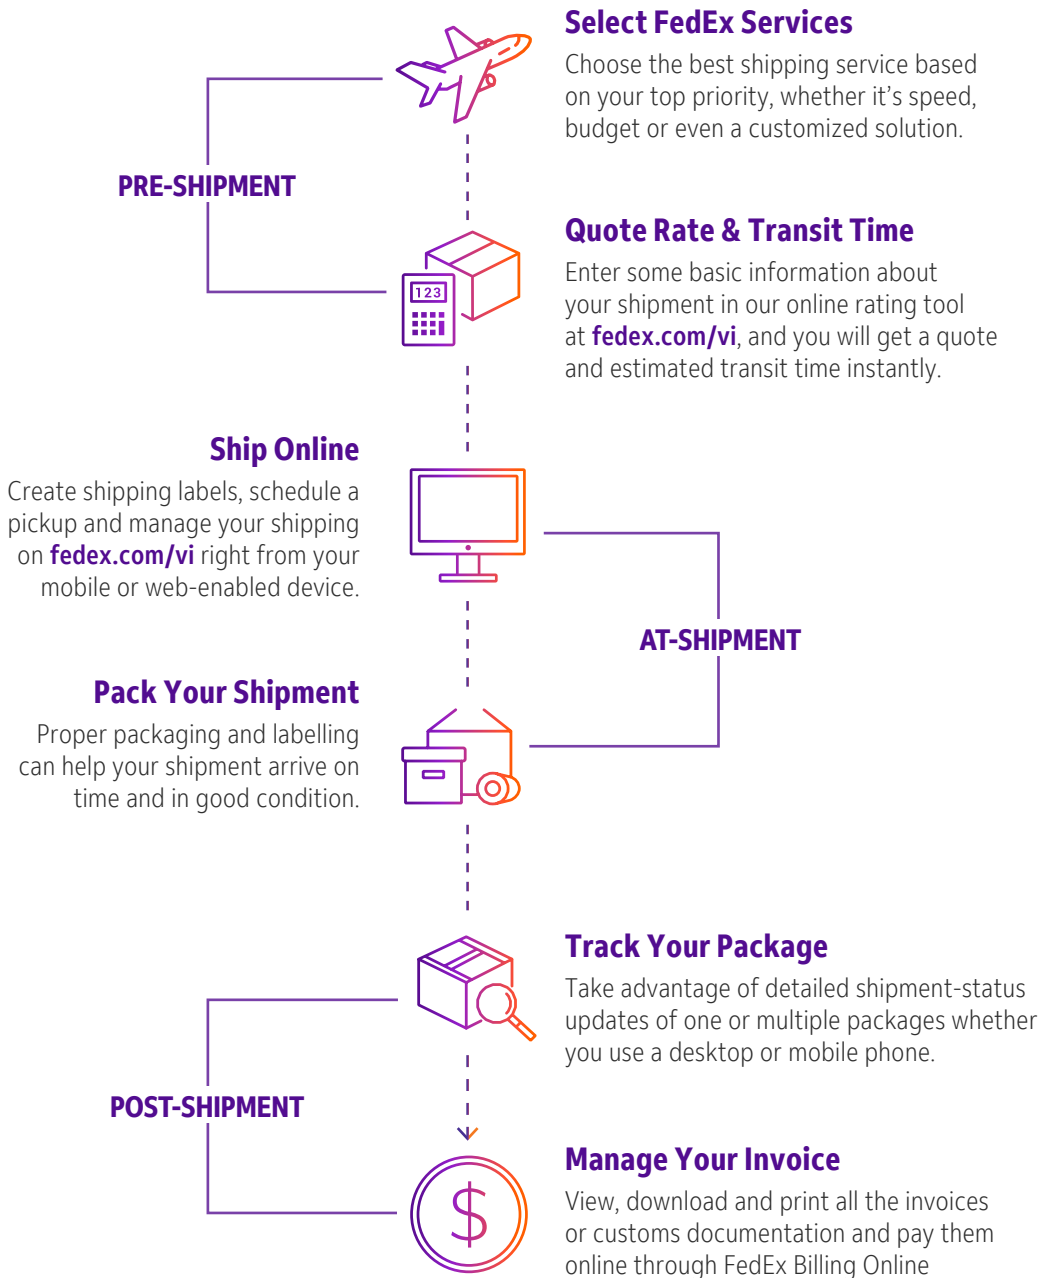 Select FedEx Services
Choose the best shipping service based
on your top priority, whether it’s speed,
budget or even a customized solution.
PRE-SHIPMENT
Quote Rate & Transit Time
Enter some basic information about
your shipment in our online rating tool
at fedex.com/vi, and you will get a quote
and estimated transit time instantly.
123
Ship Online
Create shipping labels, schedule a
pickup and manage your shipping
on fedex.com/vi right from your
mobile or web-enabled device.
AT-SHIPMENT
Pack Your Shipment
Proper packaging and labelling
can help your shipment arrive on
time and in good condition.
Track Your Package
Take advantage of detailed shipment-status
updates of one or multiple packages whether
you use a desktop or mobile phone.
POST-SHIPMENT
Manage Your Invoice
View, download and print all the invoices
or customs documentation and pay them
online through FedEx Billing Online
$